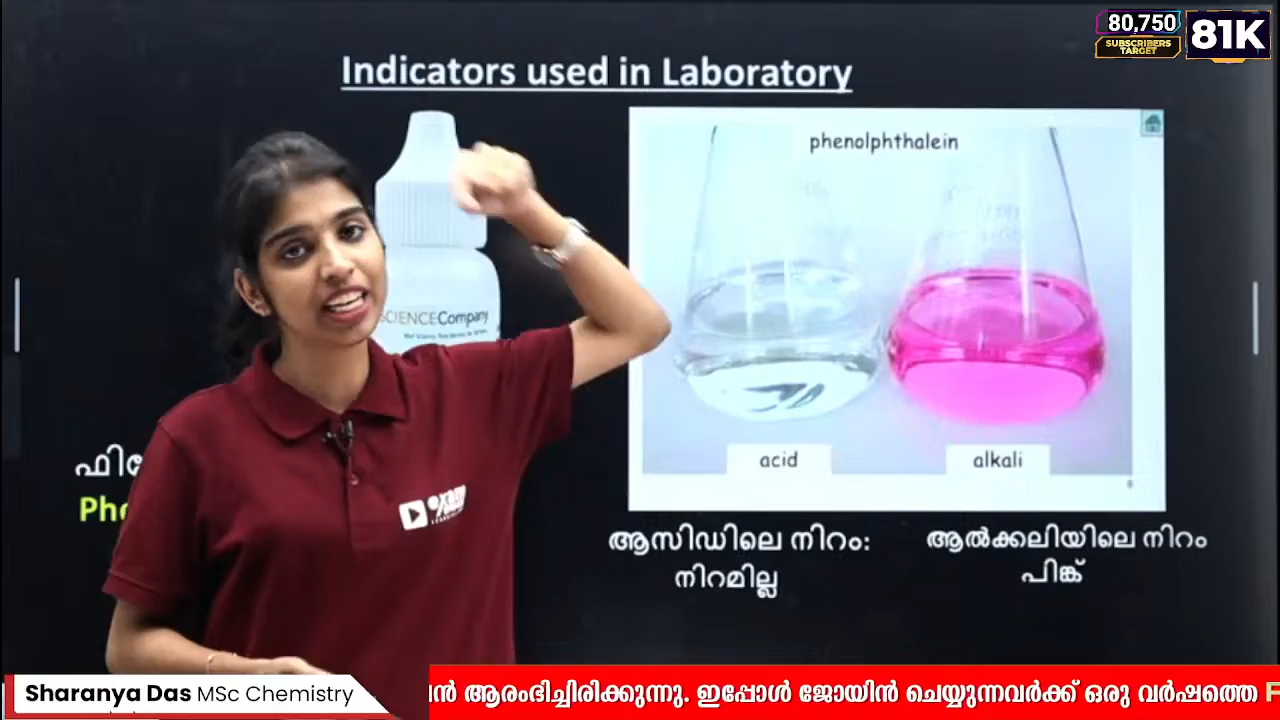 80,750
SUBSCRIBERS
TARGET
81K
Indicators used in Laboratory
phenolphthalein
SCIENCECompany
acid
alkali
ആസിഡിലെ നിറം:
നിറമില്ല
ആൽക്കലിയിലെ നിറം
പിങ്ക്
Sharanya Das MSc Chemistry
ൻ ആരംഭിച്ചിരിക്കുന്നു. ഇപ്പോൾ ജോയിൻ ചെയ്യുന്നവർക്ക് ഒരു വർഷത്തെ F